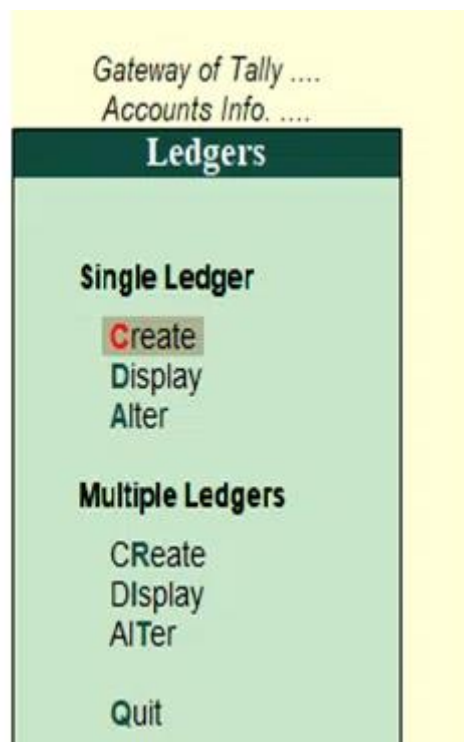 Gateway of Tally ....
Accounts Info. ....
Ledgers
Single Ledger
Create
Display
Alter
Multiple Ledgers
CReate
DIsplay
AlTer
Quit